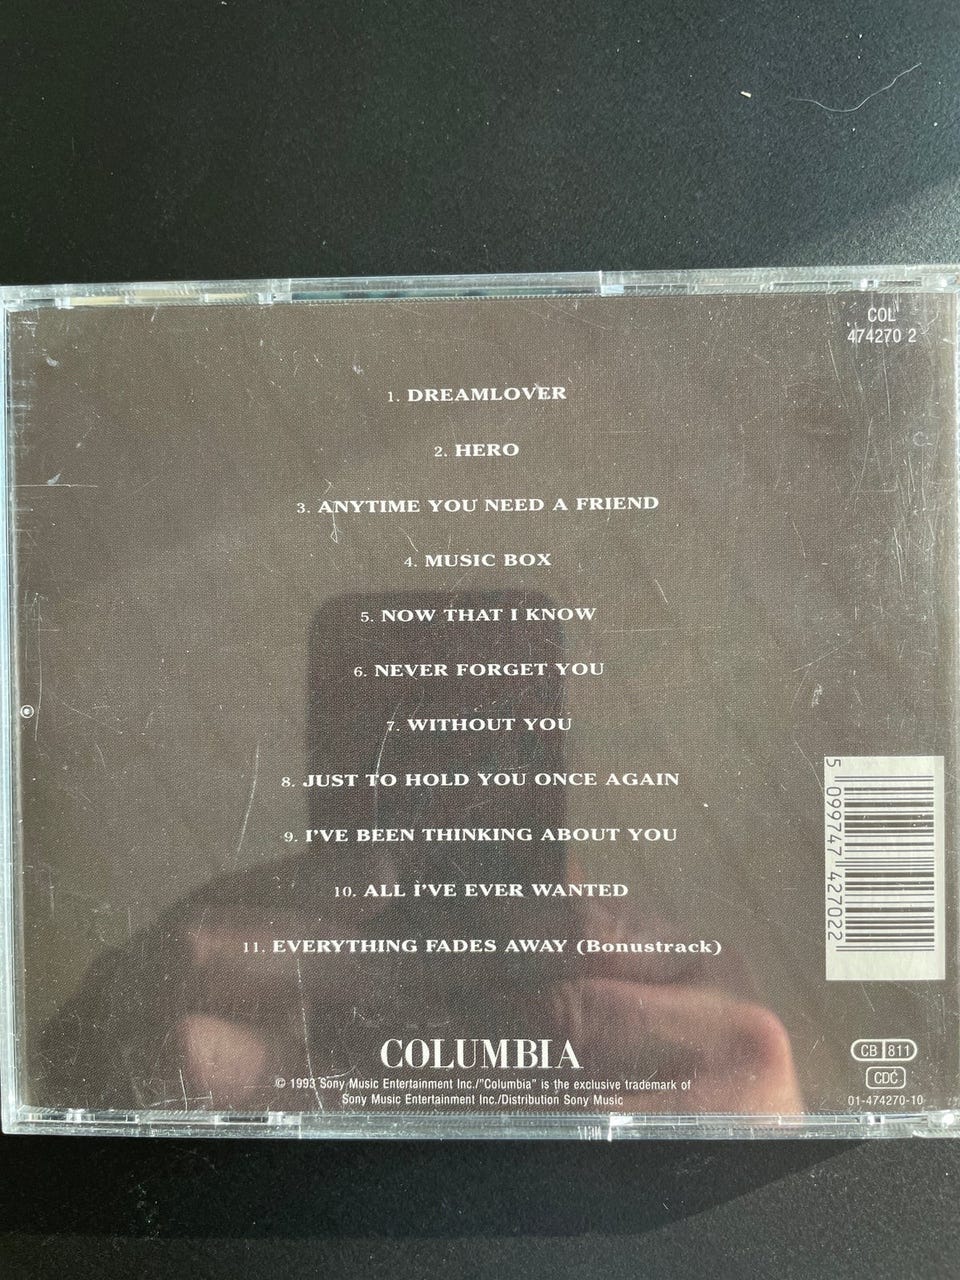 COL
474270 2
1. DREAMLOVER
2. HERO
3. ANYTIME YOU NEED A FRIEND
4. MUSIC BOX
5. NOW THAT I KNOW
6. NEVER FORGET YOU
7. WITHOUT YOU
8. JUST TO HOLD YOU ONCE AGAIN
9. I'VE BEEN THINKING ABOUT YOU
10. ALL I'VE EVER WANTED
11. EVERYTHING FADES AWAY (Bonustrack)
5 099747 427022
COLUMBIA
© 1993 Sony Music Entertainment Inc./"Columbia" is the exclusive trademark of
Sony Music Entertainment Inc./Distribution Sony Music
CB 811
CDC
01-474270-10